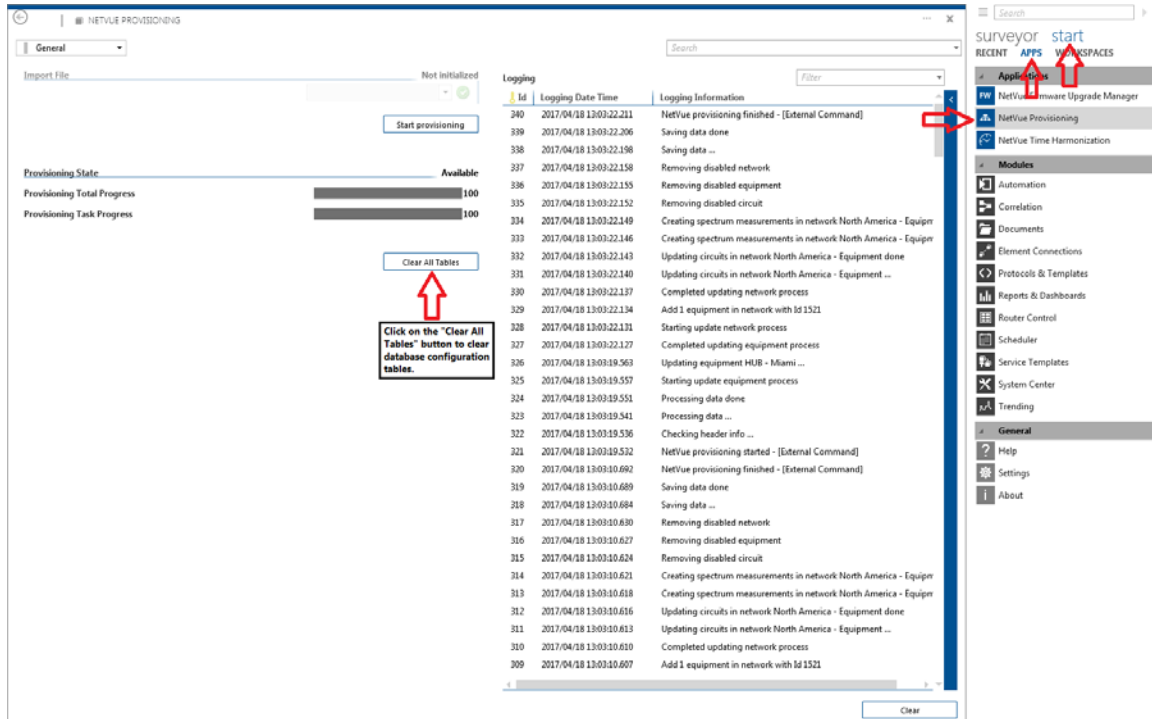 NETVUE PROVISIONING
General
Search
Import File
Not initialized
Start provisioning
Provisioning State
Available
Provisioning Total Progress
100
Provisioning Task Progress
100
Clear All Tables
Click on the "Clear All
Tables" button to clear
database configuration
tables.
Logging
Filter
Id Logging Date Time Logging Information
340 2017/04/18 13:03:22.211 NetVue provisioning finished - [External Command]
339 2017/04/18 13:03:22.206 Saving data done
338 2017/04/18 13:03:22.198 Saving data ...
337 2017/04/18 13:03:22.158 Removing disabled network
336 2017/04/18 13:03:22.155 Removing disabled equipment
335 2017/04/18 13:03:22.152 Removing disabled circuit
334 2017/04/18 13:03:22.149 Creating spectrum measurements in network North America - Equipm
333 2017/04/18 13:03:22.146 Creating spectrum measurements in network North America - Equipm
332 2017/04/18 13:03:22.143 Updating circuits in network North America - Equipment done
331 2017/04/18 13:03:22.140 Updating circuits in network North America - Equipment ...
330 2017/04/18 13:03:22.137 Completed updating network process
329 2017/04/18 13:03:22.134 Add 1 equipment in network with Id 1521
328 2017/04/18 13:03:22.131 Starting update network process
327 2017/04/18 13:03:22.127 Completed updating equipment process
326 2017/04/18 13:03:19.563 Updating equipment HUB - Miami ...
325 2017/04/18 13:03:19.557 Starting update equipment process
324 2017/04/18 13:03:19.551 Processing data done
323 2017/04/18 13:03:19.541 Processing data ...
322 2017/04/18 13:03:19.536 Checking header info ...
321 2017/04/18 13:03:19.532 NetVue provisioning started - [External Command]
320 2017/04/18 13:03:10.692 NetVue provisioning finished - [External Command]
319 2017/04/18 13:03:10.689 Saving data done
318 2017/04/18 13:03:10.684 Saving data ...
317 2017/04/18 13:03:10.630 Removing disabled network
316 2017/04/18 13:03:10.627 Removing disabled equipment
315 2017/04/18 13:03:10.624 Removing disabled circuit
314 2017/04/18 13:03:10.621 Creating spectrum measurements in network North America - Equipm
313 2017/04/18 13:03:10.618 Creating spectrum measurements in network North America - Equipm
312 2017/04/18 13:03:10.616 Updating circuits in network North America - Equipment done
311 2017/04/18 13:03:10.613 Updating circuits in network North America - Equipment ...
310 2017/04/18 13:03:10.610 Completed updating network process
309 2017/04/18 13:03:10.607 Add 1 equipment in network with Id 1521
Clear
Search
surveyor start
RECENT APPS WORKSPACES
Applications
FW NetVue Firmware Upgrade Manager
NetVue Provisioning
NetVue Time Harmonization
Modules
Automation
Correlation
Documents
Element Connections
Protocols & Templates
Reports & Dashboards
Router Control
Scheduler
Service Templates
System Center
Trending
General
Help
Settings
About